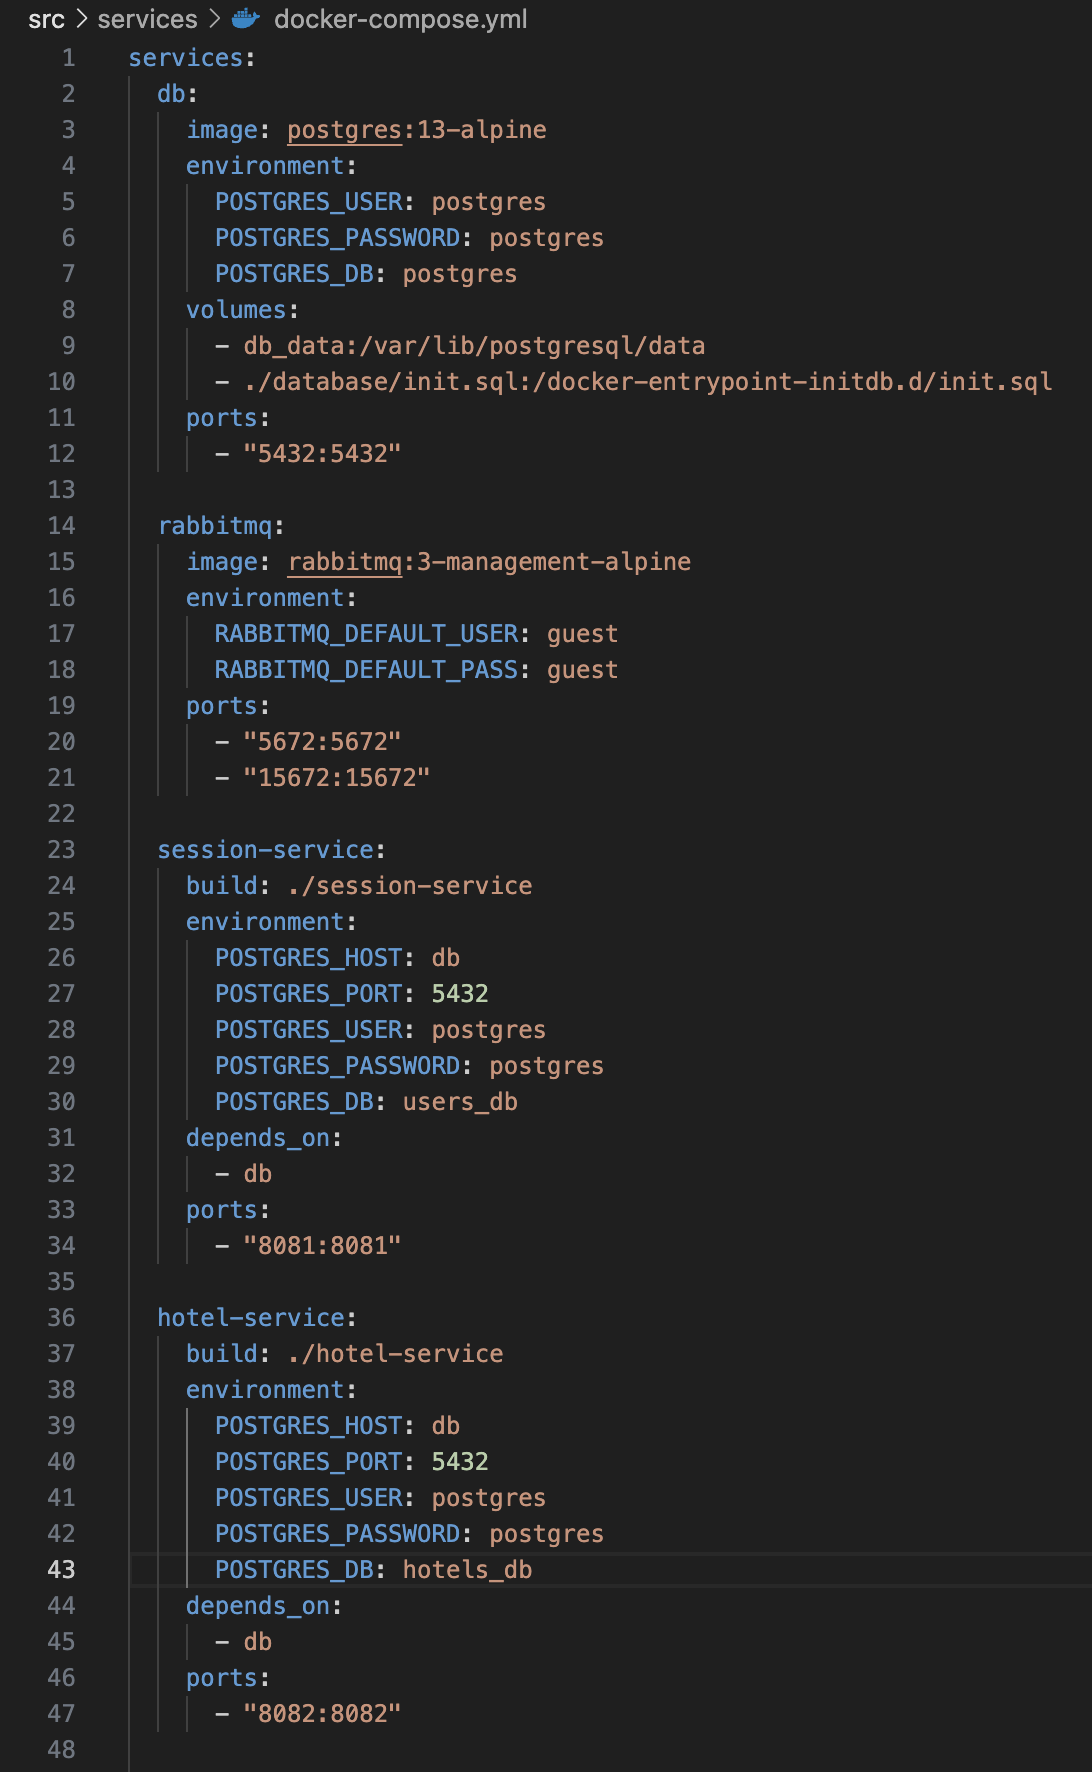 src > services > docker-compose.yml
1 services:
2   db:
3     image: postgres:13-alpine
4     environment:
5       POSTGRES_USER: postgres
6       POSTGRES_PASSWORD: postgres
7       POSTGRES_DB: postgres
8     volumes:
9       - db_data:/var/lib/postgresql/data
10       - ./database/init.sql:/docker-entrypoint-initdb.d/init.sql
11     ports:
12       - "5432:5432"
13
14   rabbitmq:
15     image: rabbitmq:3-management-alpine
16     environment:
17       RABBITMQ_DEFAULT_USER: guest
18       RABBITMQ_DEFAULT_PASS: guest
19     ports:
20       - "5672:5672"
21       - "15672:15672"
22
23   session-service:
24     build: ./session-service
25     environment:
26       POSTGRES_HOST: db
27       POSTGRES_PORT: 5432
28       POSTGRES_USER: postgres
29       POSTGRES_PASSWORD: postgres
30       POSTGRES_DB: users_db
31     depends_on:
32       - db
33     ports:
34       - "8081:8081"
35
36   hotel-service:
37     build: ./hotel-service
38     environment:
39       POSTGRES_HOST: db
40       POSTGRES_PORT: 5432
41       POSTGRES_USER: postgres
42       POSTGRES_PASSWORD: postgres
43       POSTGRES_DB: hotels_db
44     depends_on:
45       - db
46     ports:
47       - "8082:8082"
48